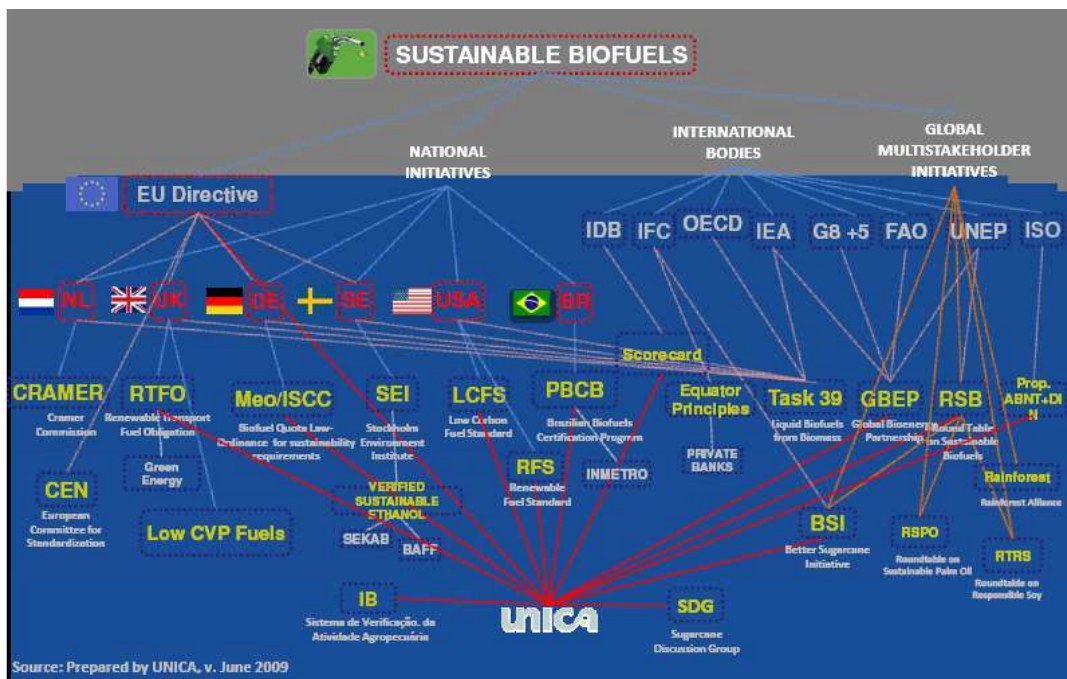 SUSTAINABLE BIOFUELS
NATIONAL
INITIATIVES
INTERNATIONAL
BODIES
GLOBAL
MULTISTAKEHOLDER
INITIATIVES
EU Directive
IDB
IFC
OECD
IEA
G8 +5
FAO
UNEP
ISO
NL
UK
DE
SE
USA
BR
Scorecard
CRAMER
Cramer
Commission
RTFO
Renewable Transport
Fuel Obligation
Meo/ISCC
Biofuel Quota Law-
Ordinance for sustainability
requirements
SEI
Stockholm
Environment
Institute
LCFS
Low Carbon
Fuel Standard
PBCB
Brazilian Biofuels
Certification Program
Equator
Principles
Task 39
Liquid Biofuels
from Biomass
GBEP
Global Bioenergy
Partnership
RSB
Round Table
on Sustainable
Biofuels
Prop.
ABNT+DI
N
Green
Energy
CEN
European
Committee for
Standardization
Low CVP Fuels
VERIFIED
SUSTAINABLE
ETHANOL
SEKAB
BAFF
RFS
Renewable
Fuel Standard
INMETRO
PRIVATE
BANKS
Rainforest
Rainforest Alliance
BSI
Better Sugarcane
Initiative
RSPO
Roundtable on
Sustainable Palm Oil
RTRS
Roundtable on
Responsible Soy
IB
Sistema de Verificação. da
Atividade Agropecuária
unica
SDG
Sugarcane
Discussion Group
Source: Prepared by UNICA, v. June 2009